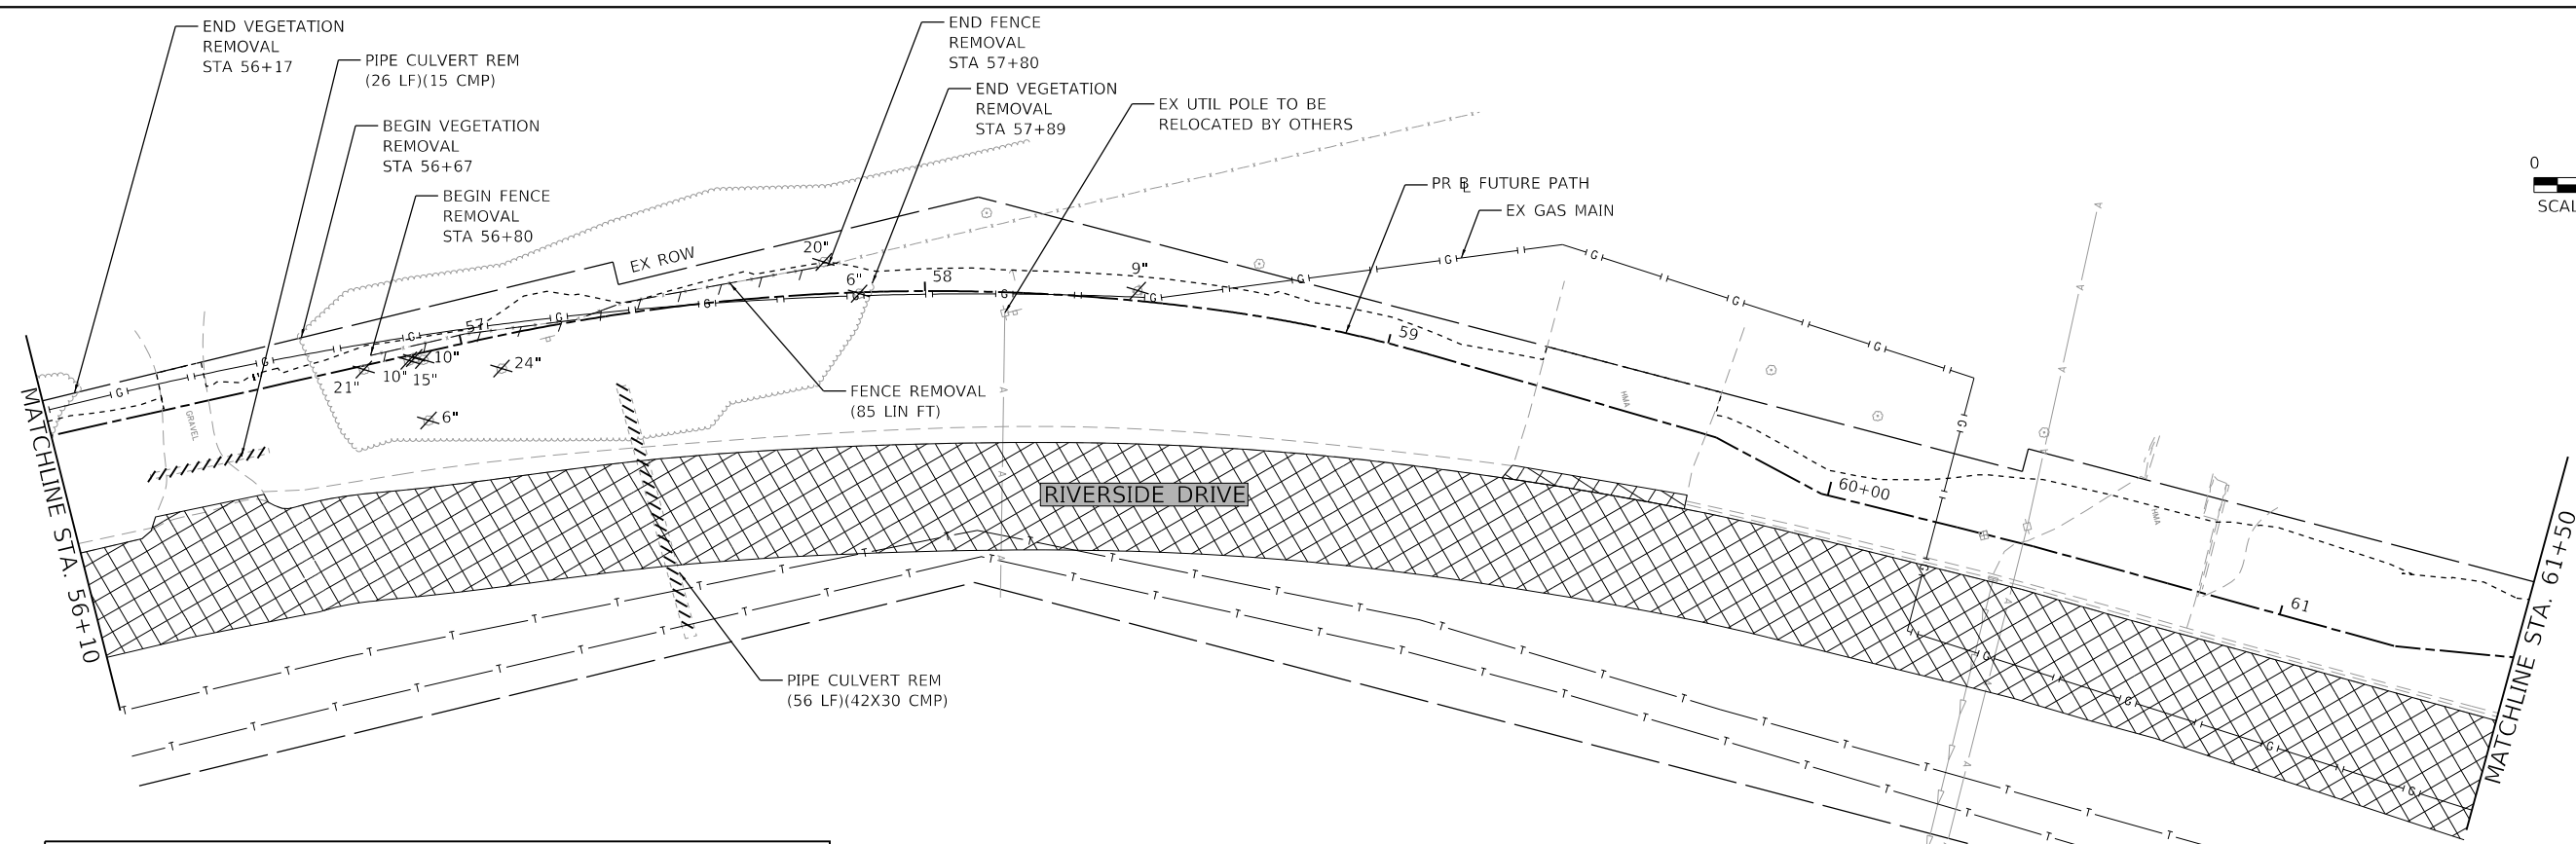 END VEGETATION
REMOVAL
STA 56+17
PIPE CULVERT REM
(26 LF)(15 CMP)
BEGIN VEGETATION
REMOVAL
STA 56+67
BEGIN FENCE
REMOVAL
STA 56+80
END FENCE
REMOVAL
STA 57+80
END VEGETATION
REMOVAL
STA 57+89
EX UTIL POLE TO BE
RELOCATED BY OTHERS
PR ℄ FUTURE PATH
EX GAS MAIN
0
SCAL
EX ROW
20"
6"
58
9"
57
59
21"
10"
10"
15"
24"
6"
GRAVEL
FENCE REMOVAL
(85 LIN FT)
HMA
RIVERSIDE DRIVE
60+00
HMA
61
PIPE CULVERT REM
(56 LF)(42X30 CMP)
MATCHLINE STA. 56+10
MATCHLINE STA. 61+50